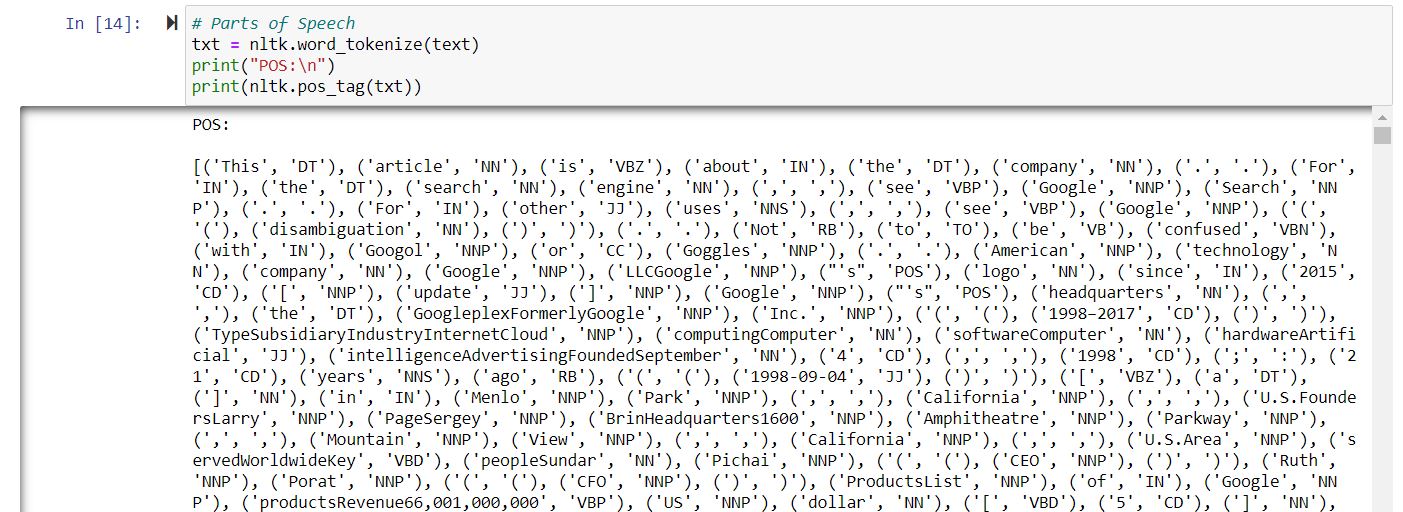 In [14]:
# Parts of Speech
txt = nltk.word_tokenize(text)
print("POS:\n")
print(nltk.pos_tag(txt))
POS:
[('This', 'DT'), ('article', 'NN'), ('is', 'VBZ'), ('about', 'IN'), ('the', 'DT'), ('company', 'NN'), ('.', '.'), ('For',
'IN'), ('the', 'DT'), ('search', 'NN'), ('engine', 'NN'), (',', ','), ('see', 'VBP'), ('Google', 'NNP'), ('Search', 'NN
P'), ('.', '.'), ('For', 'IN'), ('other', 'JJ'), ('uses', 'NNS'), (',', ','), ('see', 'VBP'), ('Google', 'NNP'), ('(',
'('), ('disambiguation', 'NN'), (')', ')'), ('.', '.'), ('Not', 'RB'), ('to', 'TO'), ('be', 'VB'), ('confused', 'VBN'),
('with', 'IN'), ('Googol', 'NNP'), ('or', 'CC'), ('Goggles', 'NNP'), ('.', '.'), ('American', 'NNP'), ('technology', 'N
N'), ('company', 'NN'), ('Google', 'NNP'), ('LLCGoogle', 'NNP'), ("'s", 'POS'), ('logo', 'NN'), ('since', 'IN'), ('2015',
'CD'), ('[', 'NNP'), ('update', 'JJ'), (']', 'NNP'), ('Google', 'NNP'), ("'s", 'POS'), ('headquarters', 'NN'), (',',
','), ('the', 'DT'), ('GoogleplexFormerlyGoogle', 'NNP'), ('Inc.', 'NNP'), ('(', '('), ('1998–2017', 'CD'), (')', ')'),
('TypeSubsidiaryIndustryInternetCloud', 'NNP'), ('computingComputer', 'NN'), ('softwareComputer', 'NN'), ('hardwareArtifi
cial', 'JJ'), ('intelligenceAdvertisingFoundedSeptember', 'NN'), ('4', 'CD'), (',', ','), ('1998', 'CD'), (';', ':'), ('2
1', 'CD'), ('years', 'NNS'), ('ago', 'RB'), ('(', '('), ('1998-09-04', 'JJ'), (')', ')'), ('[', 'VBZ'), ('a', 'DT'),
(']', 'NN'), ('in', 'IN'), ('Menlo', 'NNP'), ('Park', 'NNP'), (',', ','), ('California', 'NNP'), (',', ','), ('U.S.Founde
rsLarry', 'NNP'), ('PageSergey', 'NNP'), ('BrinHeadquarters1600', 'NNP'), ('Amphitheatre', 'NNP'), ('Parkway', 'NNP'),
(',', ','), ('Mountain', 'NNP'), ('View', 'NNP'), (',', ','), ('California', 'NNP'), (',', ','), ('U.S.Area', 'NNP'), ('s
ervedWorldwideKey', 'VBD'), ('peopleSundar', 'NN'), ('Pichai', 'NNP'), ('(', '('), ('CEO', 'NNP'), (')', ')'), ('Ruth',
'NNP'), ('Porat', 'NNP'), ('(', '('), ('CFO', 'NNP'), (')', ')'), ('ProductsList', 'NNP'), ('of', 'IN'), ('Google', 'NN
P'), ('productsRevenue66,001,000,000', 'VBP'), ('US', 'NNP'), ('dollar', 'NN'), ('[', 'VBD'), ('5', 'CD'), (']', 'NN'),